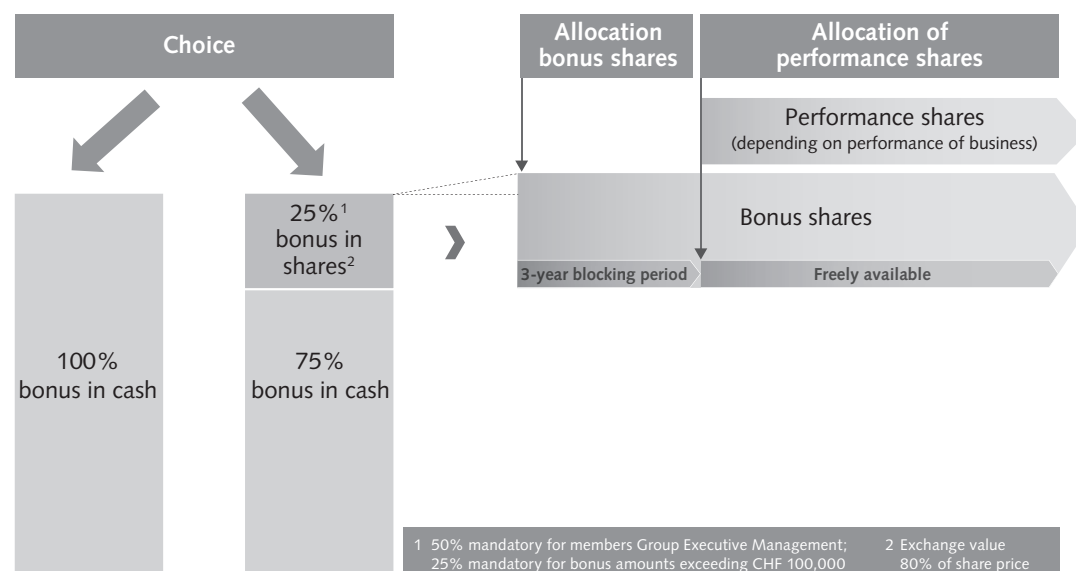 Choice
Allocation
bonus shares
Allocation of
performance shares
Performance shares
(depending on performance of business)
25%¹
bonus in
shares²
Bonus shares
3-year blocking period
Freely available
100%
bonus in cash
75%
bonus in cash
1 50% mandatory for members Group Executive Management;
25% mandatory for bonus amounts exceeding CHF 100,000
2 Exchange value
80% of share price